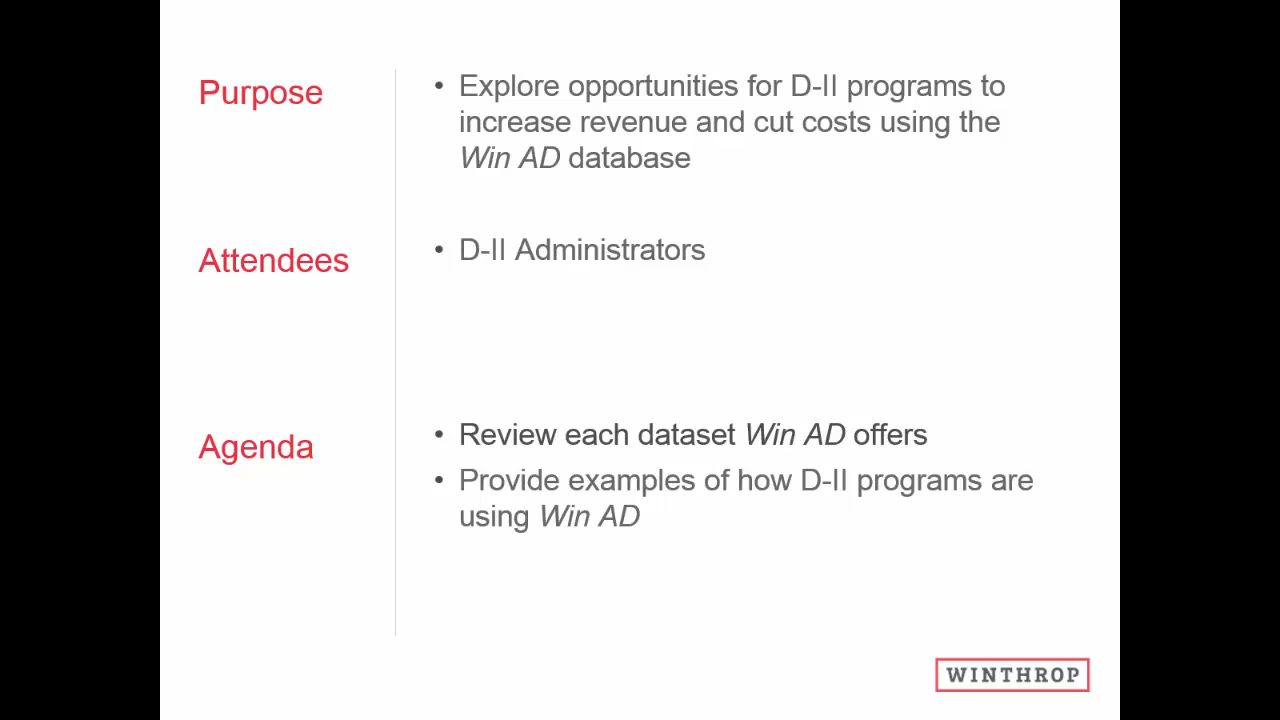 Purpose
• Explore opportunities for D-II programs to
increase revenue and cut costs using the
Win AD database
Attendees
• D-II Administrators
Agenda
• Review each dataset Win AD offers
• Provide examples of how D-II programs are
using Win AD
WINTHROP